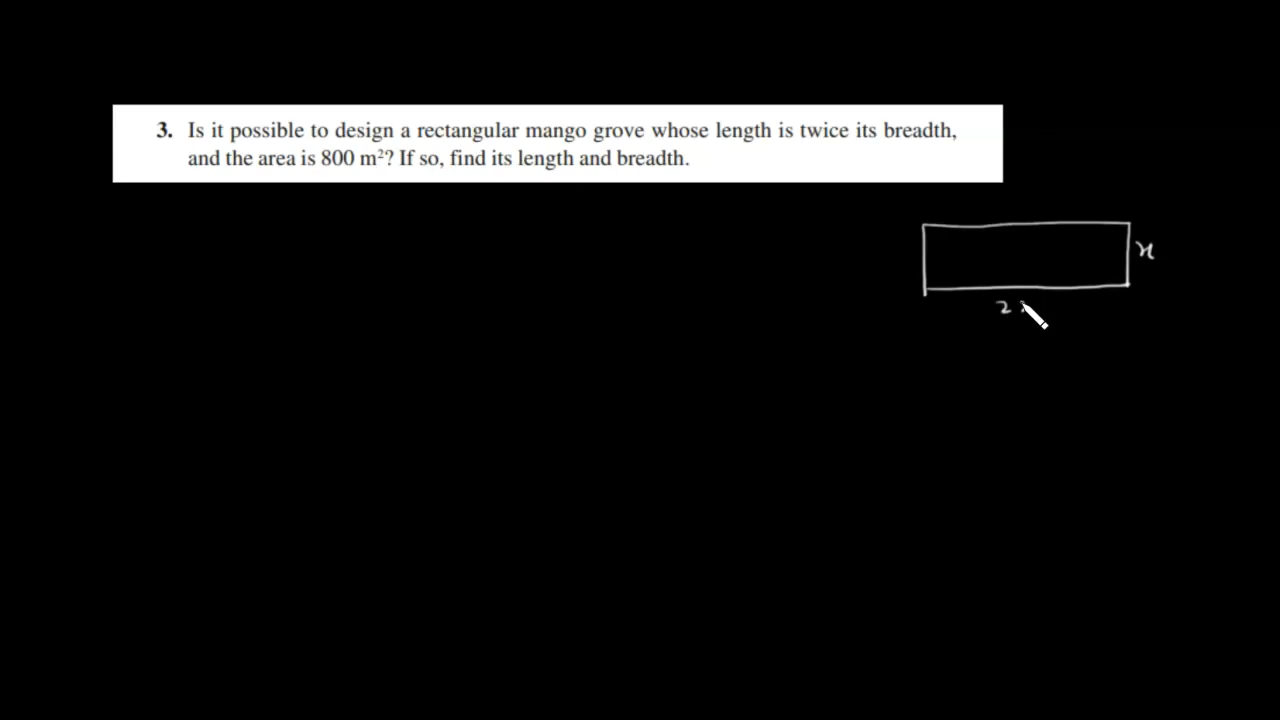 3. Is it possible to design a rectangular mango grove whose length is twice its breadth,
and the area is 800 m²? If so, find its length and breadth.
x
2